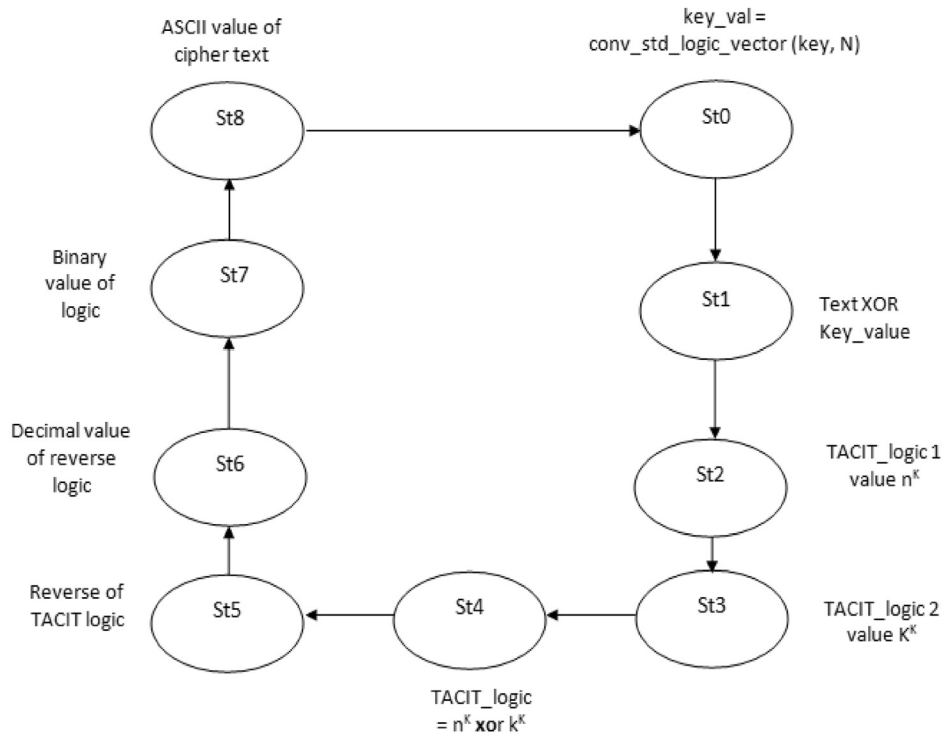 ASCII value of
cipher text
key_val =
conv_std_logic_vector (key, N)
St8
St0
Binary
value of
logic
St7
St1
Text XOR
Key_value
Decimal value
of reverse
logic
St6
St2
TACIT_logic 1
value n^K
Reverse of
TACIT logic
St5
St4
St3
TACIT_logic 2
value K^K
TACIT_logic
= n^K xor k^K